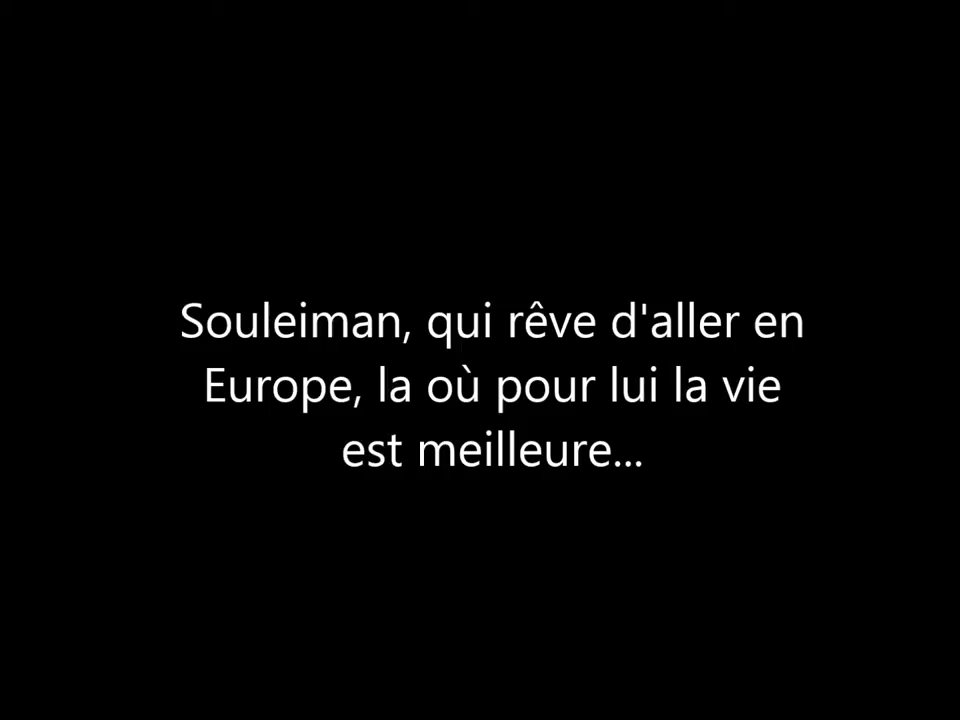 Souleiman, qui rêve d'aller en
Europe, la où pour lui la vie
est meilleure...